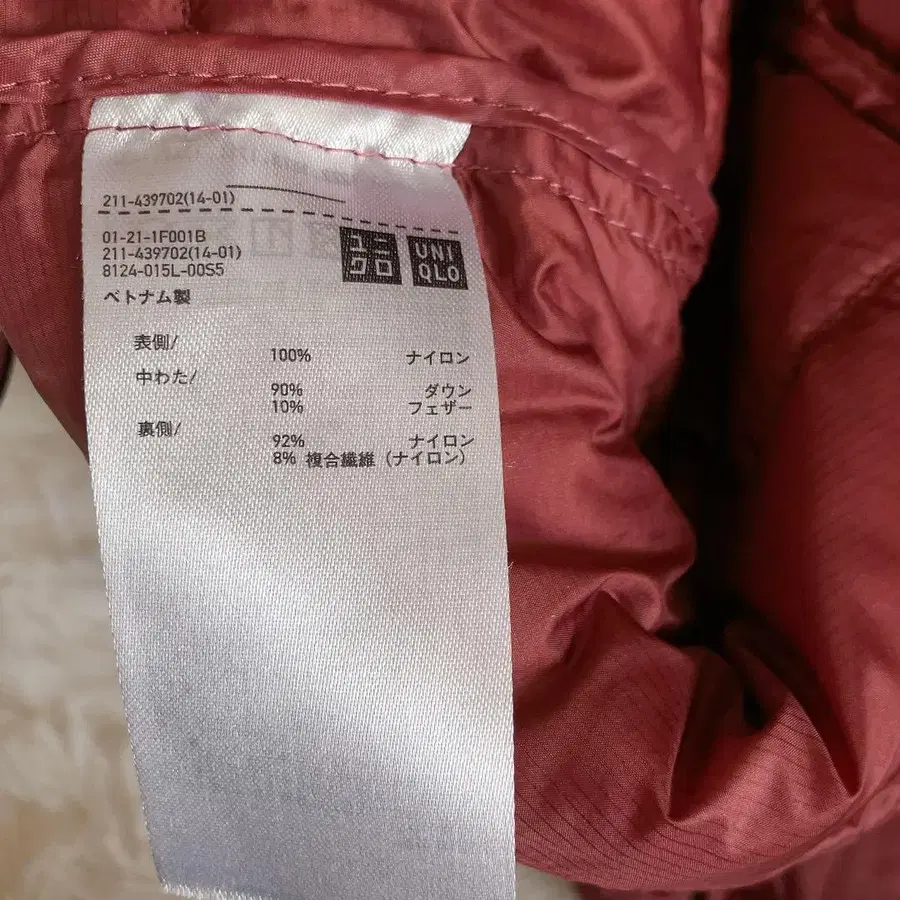 211-439702(14-01)
01-21-1F001B
211-439702(14-01)
8124-015L-00S5
ユニクロ
UNIQLO
ベトナム製
表側/
100% ナイロン
中わた/
90% ダウン
10% フェザー
裏側/
92% ナイロン
8% 複合繊維（ナイロン）